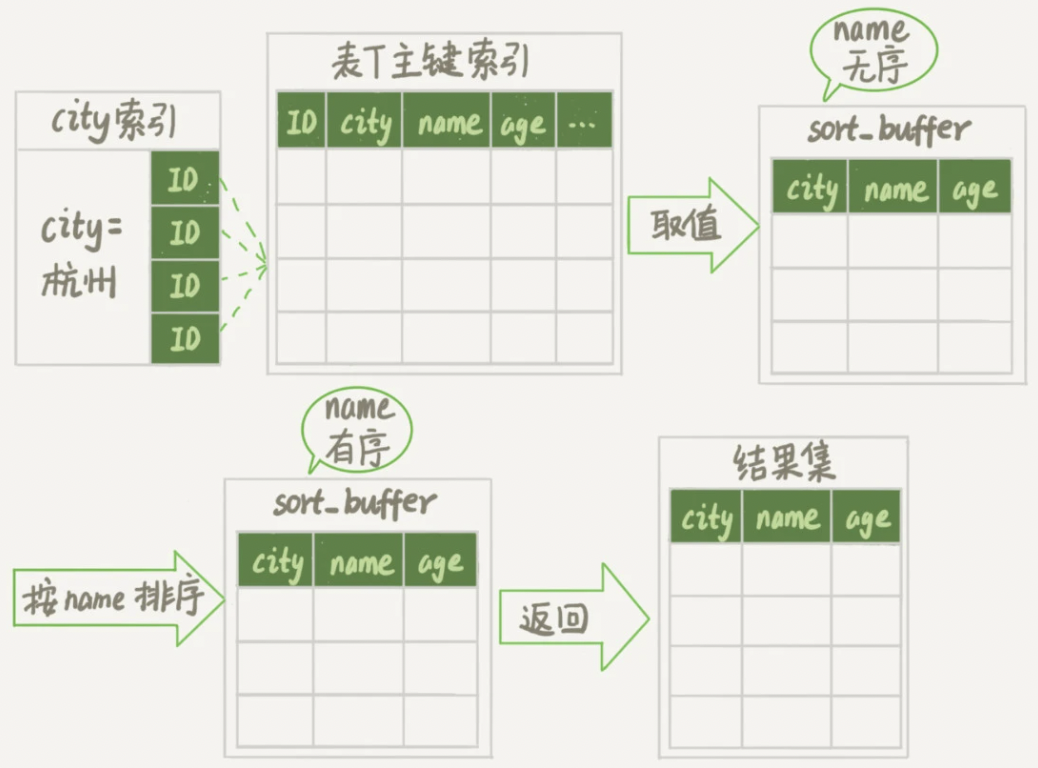 city索引
city=
杭州
ID
ID
ID
ID
表T主键索引
ID city name age ...
取值
name
无序
sort_buffer
city name age
按name排序
name
有序
sort_buffer
city name age
返回
结果集
city name age